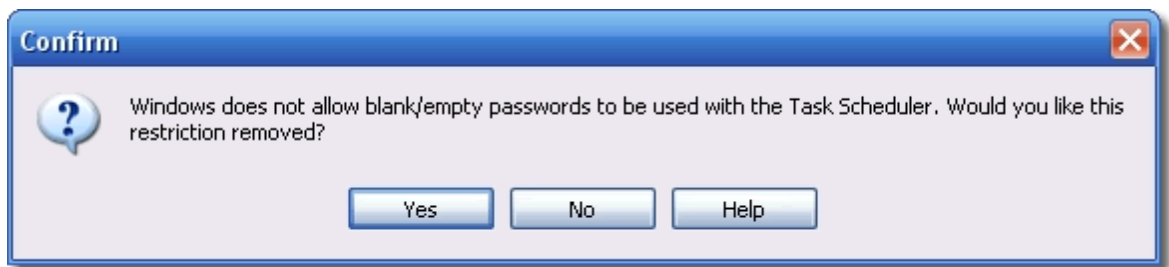 Confirm
Windows does not allow blank/empty passwords to be used with the Task Scheduler. Would you like this
restriction removed?
Yes No Help